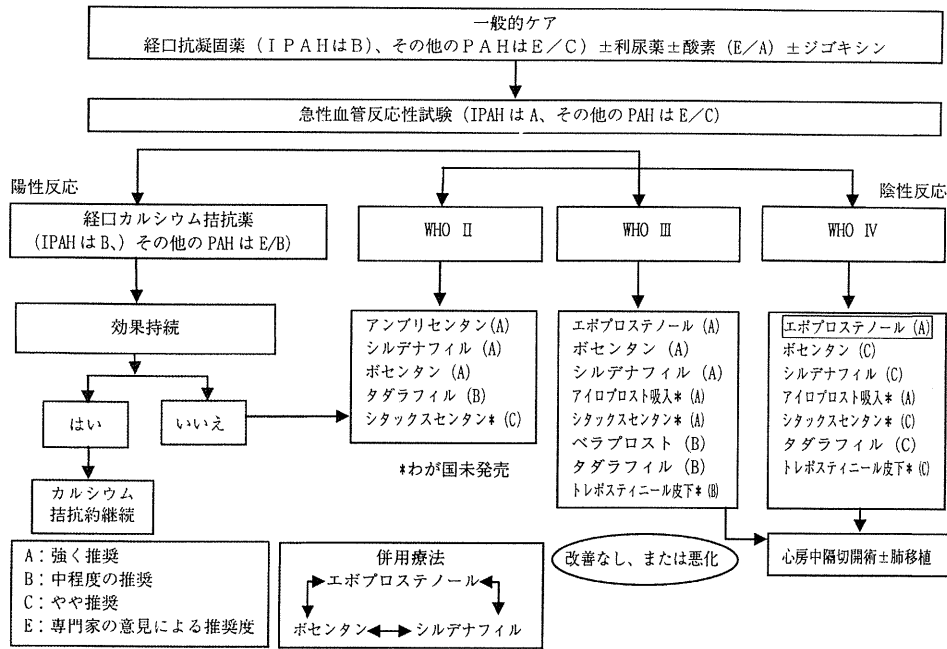 一般的ケア
経口抗凝固薬（ＩＰＡＨはＢ）、その他のＰＡＨはＥ／Ｃ）±利尿薬±酸素（E/A）±ジゴキシン
急性血管反応性試験（IPAHはA、その他のPAHはE／C）
陽性反応
陰性反応
経口カルシウム拮抗薬
（IPAHはB、）その他のPAHはE/B）
WHO Ⅱ
WHO Ⅲ
WHO Ⅳ
効果持続
はい
いいえ
カルシウム
拮抗約継続
アンブリセンタン(A)
シルデナフィル (A)
ボセンタン (A)
タダラフィル (B)
シタックスセンタン* (C)
*わが国未発売
エポプロステノール (A)
ボセンタン (A)
シルデナフィル (A)
アイロプロスト吸入* (A)
シタックスセンタン* (A)
ベラプロスト (B)
タダラフィル (B)
トレポスティニール皮下* (B)
エポプロステノール (A)
ボセンタン (C)
シルデナフィル (C)
アイロプロスト吸入* (A)
シタックスセンタン* (C)
タダラフィル (C)
トレポスティニール皮下* (C)
A：強く推奨
B：中程度の推奨
C：やや推奨
E：専門家の意見による推奨度
併用療法
エポプロステノール
ボセンタン シルデナフィル
改善なし、または悪化
心房中隔切開術±肺移植